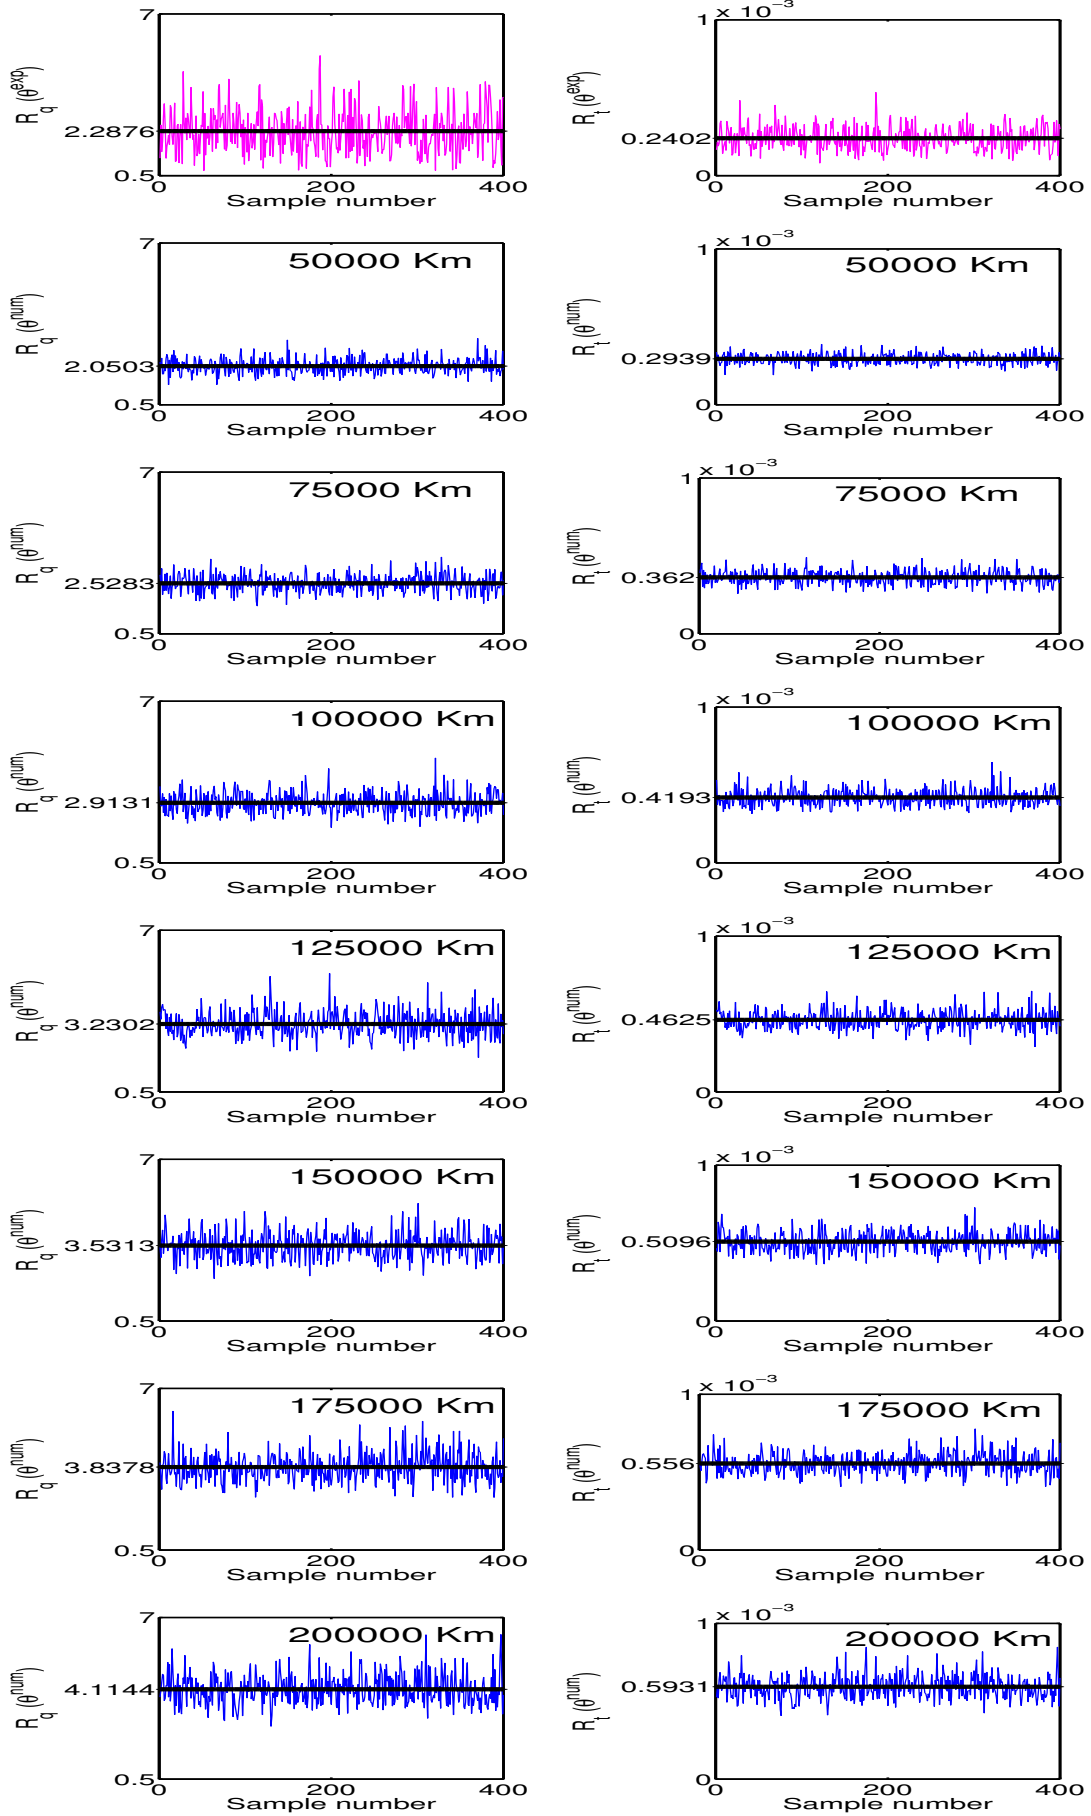 7
R_q (θ^exp)
2.2876
0.5
0 200 400
Sample number
1 x 10^−3
R_t (θ^exp)
0.2402
0
0 200 400
Sample number
7
50000 Km
R_q (θ^num)
2.0503
0.5
0 200 400
Sample number
1 x 10^−3
50000 Km
R_t (θ^num)
0.2939
0
0 200 400
Sample number
7
75000 Km
R_q (θ^num)
2.5283
0.5
0 200 400
Sample number
1 x 10^−3
75000 Km
R_t (θ^num)
0.362
0
0 200 400
Sample number
7
100000 Km
R_q (θ^num)
2.9131
0.5
0 200 400
Sample number
1 x 10^−3
100000 Km
R_t (θ^num)
0.4193
0
0 200 400
Sample number
7
125000 Km
R_q (θ^num)
3.2302
0.5
0 200 400
Sample number
1 x 10^−3
125000 Km
R_t (θ^num)
0.4625
0
0 200 400
Sample number
7
150000 Km
R_q (θ^num)
3.5313
0.5
0 200 400
Sample number
1 x 10^−3
150000 Km
R_t (θ^num)
0.5096
0
0 200 400
Sample number
7
175000 Km
R_q (θ^num)
3.8378
0.5
0 200 400
Sample number
1 x 10^−3
175000 Km
R_t (θ^num)
0.556
0
0 200 400
Sample number
7
200000 Km
R_q (θ^num)
4.1144
0.5
0 200 400
Sample number
1 x 10^−3
200000 Km
R_t (θ^num)
0.5931
0
0 200 400
Sample number